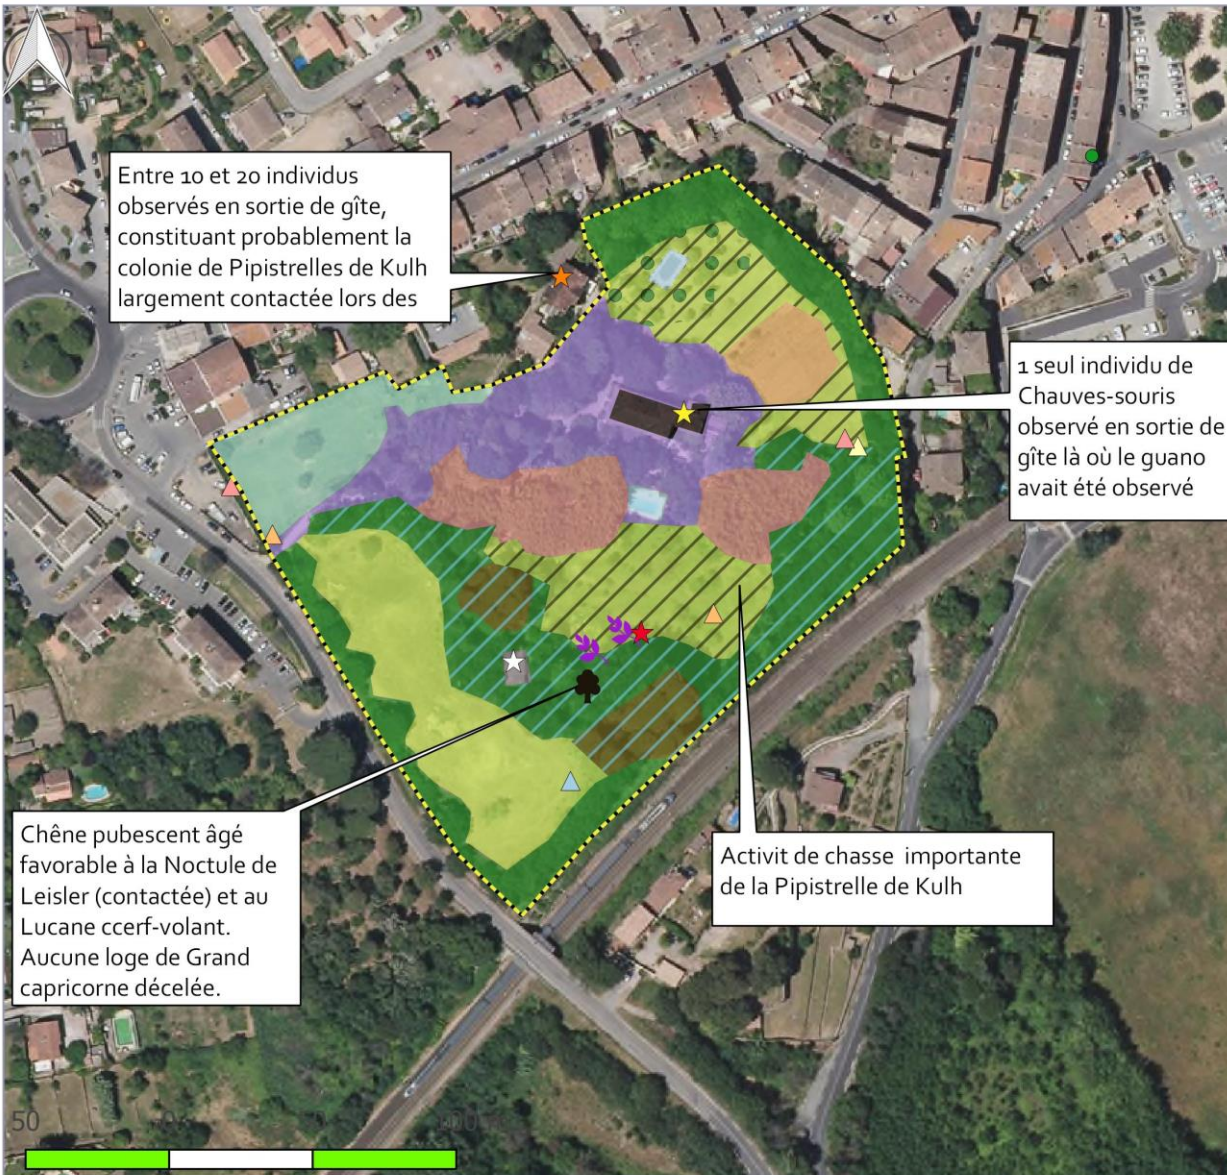 Entre 10 et 20 individus
observés en sortie de gîte,
constituant probablement la
colonie de Pipistrelles de Kulh
largement contactée lors des
1 seul individu de
Chauves-souris
observé en sortie de
gîte là où le guano
avait été observé
Chêne pubescent âgé
favorable à la Noctule de
Leisler (contactée) et au
Lucane ccerf-volant.
Aucune loge de Grand
capricorne décelée.
Activit de chasse importante
de la Pipistrelle de Kulh
50